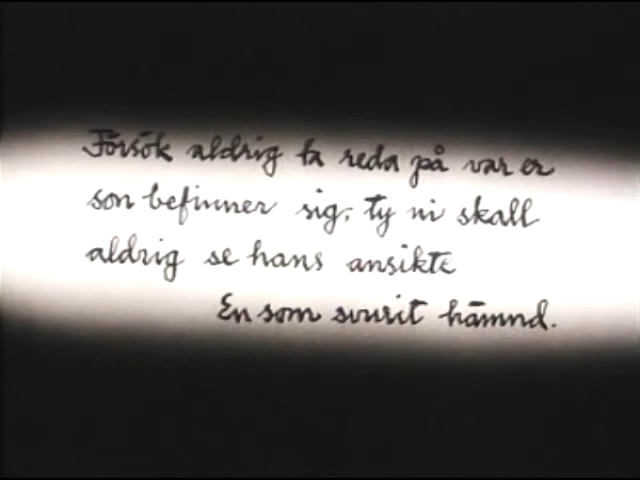 Försök aldrig ta reda på var er
son befinner sig, ty ni skall
aldrig se hans ansikte
En som svurit hämnd.